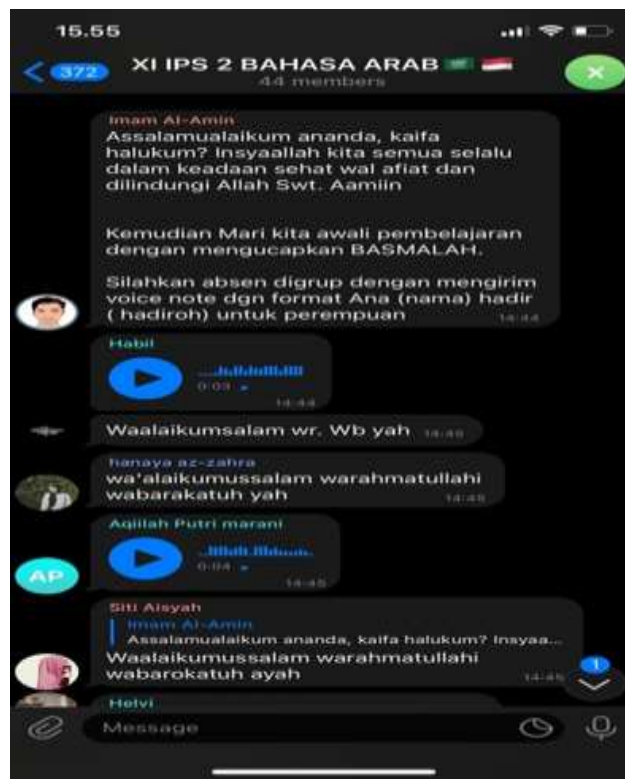 15.55
372
XI IPS 2 BAHASA ARAB
44 members
Imam Al-Amin
Assalamualaikum ananda, kaifa
halukum? Insyaallah kita semua selalu
dalam keadaan sehat wal afiat dan
dilindungi Allah Swt. Aamiin
Kemudian Mari kita awali pembelajaran
dengan mengucapkan BASMALAH.
Silahkan absen digrup dengan mengirim
voice note dgn format Ana (nama) hadir
( hadiroh) untuk perempuan
14:44
Habil
0:03
14:44
Waalaikumsalam wr. Wb yah
14:45
hanaya az-zahra
wa'alaikumussalam warahmatullahi
wabarakatuh yah
14:45
Aqiilah Putri marani
0:04
14:45
AP
Siti Aisyah
Imam Al-Amin
Assalamualaikum ananda, kaifa halukum? Insyaa...
Waalaikumussalam warahmatullahi
wabarokatuh ayah
14:45
1
Helvi
Message